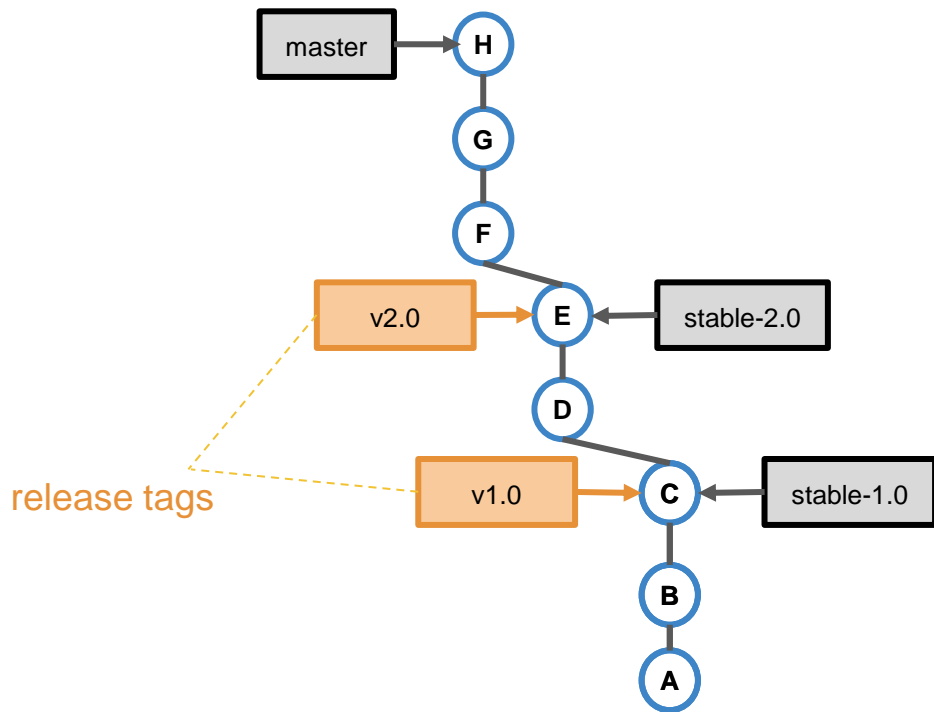 master
H
G
F
v2.0
E
stable-2.0
D
release tags
v1.0
C
stable-1.0
B
A